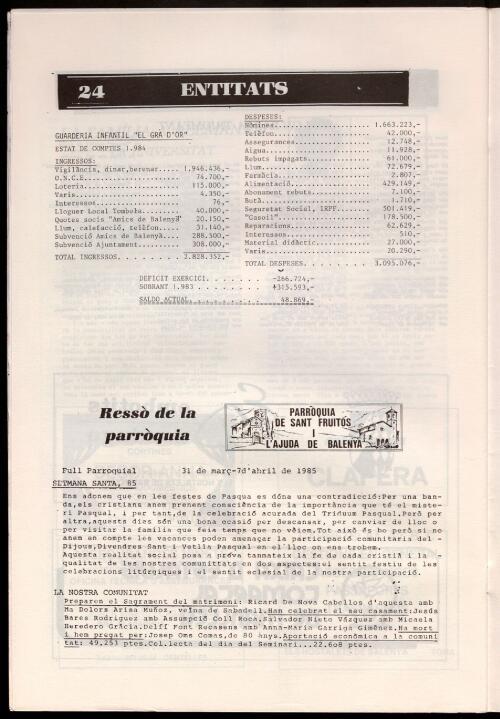 24 ENTITATS
GUARDERIA INFANTIL "EL GRA D'OR"
ESTAT DE COMPTES 1.984
INGRESSOS:
Vigilància, dinar, berenar..... 1.946.436,-
O.N.C.E. 74.700,-
Loteria 115.000,-
Varis 4.350,-
Interessos 76,-
Lloguer Local Tombola 40.000,-
Quotes socis "Amics de Balenyà" 20.150,-
Llum, calefacció, telèfon..... 31.140,-
Subvenció Amics de Balenyà.... 288.500,-
Subvenció Ajuntament 308.000,-
TOTAL INGRESSOS 3.828.352,-
DESPESES:
Nòmines 1.663.223,-
Telèfon 42.000,-
Assegurances 12.748,-
Aigua 11.928,-
Rebuts impagats 61.000,-
Llum 72.679,-
Farmàcia 2.807,-
Alimentació 429.149,-
Abonament rebuts 7.100,-
Butà 1.710,-
Seguretat Social, IRPF 501.419,-
"Gasoil" 178.500,-
Reparacions 62.629,-
Interessos 510,-
Material didàctic 27.000,-
Varis 20.290,-
TOTAL DESPESES 3.095.076,-
DEFICIT EXERCICI -266.724,-
SOBRANT 1.983 +315.593,-
SALDO ACTUAL 48.869,-
Ressò de la
parròquia
PARRÒQUIA
DE SANT FRUITÓS
I
L'AJUDA DE BALENYA
Full Parroquial 31 de març-7d'abril de 1985
SETMANA SANTA, 85
Ens adonem que en les festes de Pasqua es dóna una contradicció:Per una ban-
da,els cristians anem prenent consciència de la importància que té el miste-
ri Pasqual, i per tant,de la celebració acurada del Triduum Pasqual.Però per
altra,aquests dies són una bona ocasió per descansar, per canviar de lloc o
per visitar la família que feia temps que no vèiem.Tot això és bo però si no
anem en compte les vacances poden amenaçar la participació comunitaria del
Dijous,Divendres Sant i Vetlla Pasqual en el lloc on ens trobem.
Aquesta realitat social posa a prova tanmateix la fe de cada cristià i la
qualitat de les nostres comunitats en dos aspectes:el sentit festiu de les
celebracions litúrgiques i el sentit eclesial de la nostra participació.
LA NOSTRA COMUNITAT
Preparen el Sagrament del matrimoni: Ricard De Nova Cabellos d'aquesta amb
Ma Dolors Ariza Muñoz, veïna de Sabadell.Han celebrat el seu casament:Jesús
Bares Rodriguez amb Assumpció Coll Roca.Salvador Nieto Vázquez amb Micaela
Heredero Gràcia.Delfí Font Recasens amb Anna-Maria Garriga Giménez.Ha mort
i hem pregat per:Josep Oms Comas,de 80 anys.Aportació econòmica a la comuni
tat: 49.253 ptes.Col.lecta del dia del Seminari...22.608 ptes.